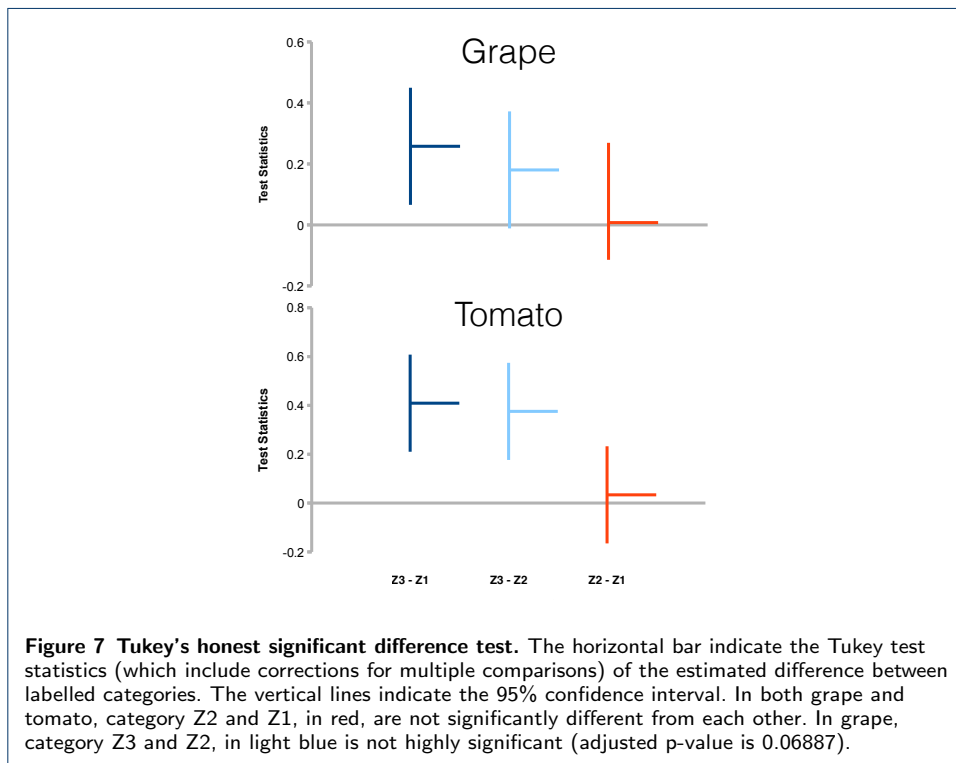 Grape
0.6
0.4
0.2
0
-0.2
Test Statistics
Tomato
0.8
0.6
0.4
0.2
0
-0.2
Test Statistics
Z3 - Z1 Z3 - Z2 Z2 - Z1
Figure 7 Tukey's honest significant difference test. The horizontal bar indicate the Tukey test
statistics (which include corrections for multiple comparisons) of the estimated difference between
labelled categories. The vertical lines indicate the 95% confidence interval. In both grape and
tomato, category Z2 and Z1, in red, are not significantly different from each other. In grape,
category Z3 and Z2, in light blue is not highly significant (adjusted p-value is 0.06887).